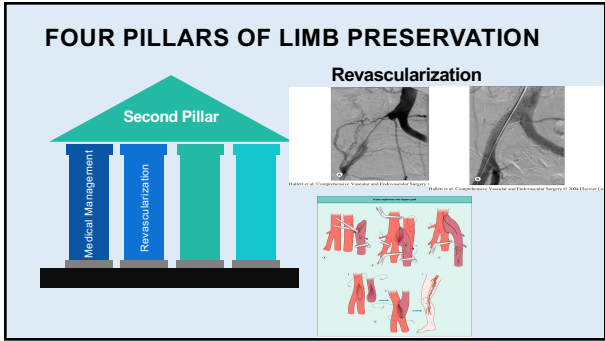 FOUR PILLARS OF LIMB PRESERVATION
Revascularization
Second Pillar
Medical Management
Revascularization
A
B
Hallett et al: Comprehensive Vascular and Endovascular Surgery
Hallett et al: Comprehensive Vascular and Endovascular Surgery © 2004 Elsevier